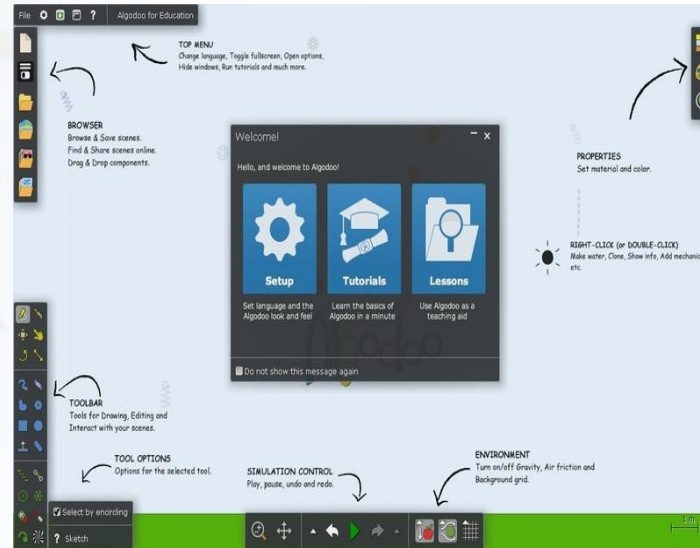 File ? Algodoo for Education
TOP MENU
Change language, Toggle fullscreen, Open options,
Hide windows, Run tutorials and much more.
BROWSER
Browse & Save scenes.
Find & Share scenes online.
Drag & Drop components.
Welcome!
Hello, and welcome to Algodoo!
Setup
Tutorials
Lessons
Set language and the
Algodoo look and feel
Learn the basics of
Algodoo in a minute
Use Algodoo as a
teaching aid
Do not show this message again
PROPERTIES
Set material and color.
RIGHT-CLICK (or DOUBLE-CLICK)
Make water, Clone, Show info, Add mechanic
etc.
TOOLBAR
Tools for Drawing, Editing and
Interact with your scenes.
TOOL OPTIONS
Options for the selected tool.
SIMULATION CONTROL
Play, pause, undo and redo.
ENVIRONMENT
Turn on/off Gravity, Air friction and
Background grid.
Select by encircling
? Sketch
1 m